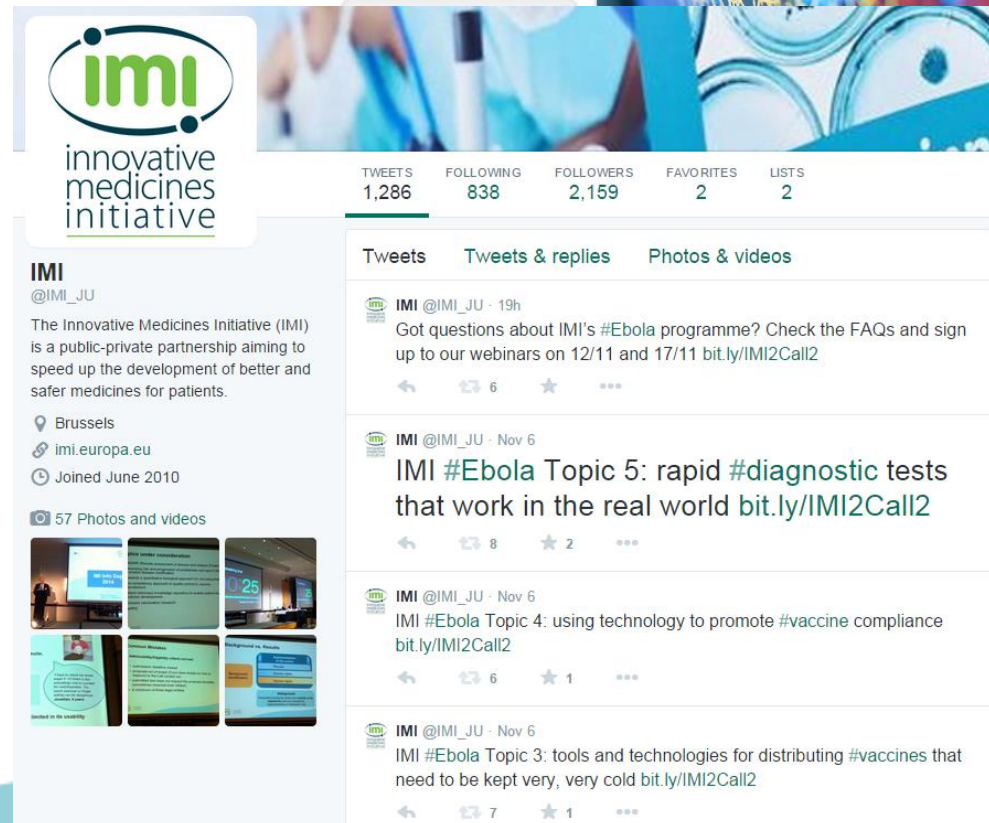 imi
innovative
medicines
initiative
TWEETS FOLLOWING FOLLOWERS FAVORITES LISTS
1,286 838 2,159 2 2
IMI
@IMI_JU
The Innovative Medicines Initiative (IMI)
is a public-private partnership aiming to
speed up the development of better and
safer medicines for patients.
Brussels
imi.europa.eu
Joined June 2010
57 Photos and videos
Tweets Tweets & replies Photos & videos
IMI @IMI_JU · 19h
Got questions about IMI's #Ebola programme? Check the FAQs and sign
up to our webinars on 12/11 and 17/11 bit.ly/IMI2Call2
6
IMI @IMI_JU · Nov 6
IMI #Ebola Topic 5: rapid #diagnostic tests
that work in the real world bit.ly/IMI2Call2
8 2
IMI @IMI_JU · Nov 6
IMI #Ebola Topic 4: using technology to promote #vaccine compliance
bit.ly/IMI2Call2
6 1
IMI @IMI_JU · Nov 6
IMI #Ebola Topic 3: tools and technologies for distributing #vaccines that
need to be kept very, very cold bit.ly/IMI2Call2
7 1